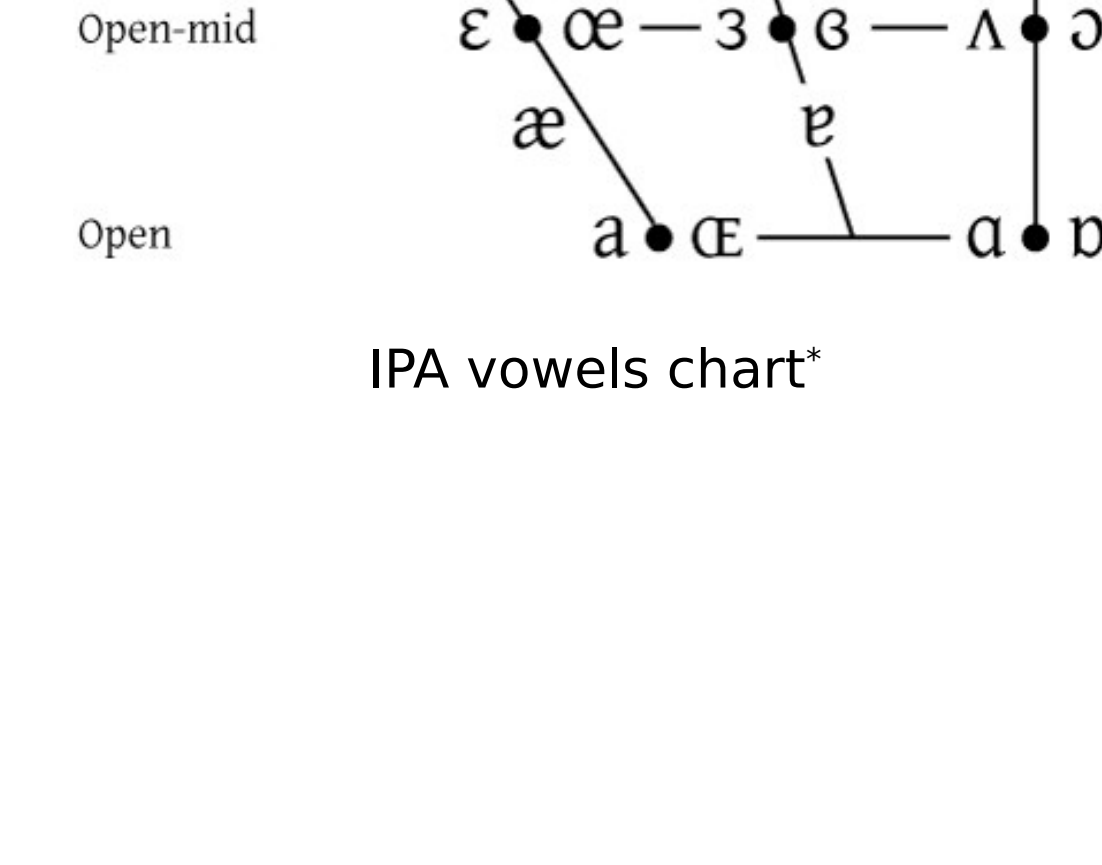 Open-mid ɛ œ ɜ ɞ ʌ ɔ
æ ɐ
Open a ɶ ɑ ɒ
IPA vowels chart*